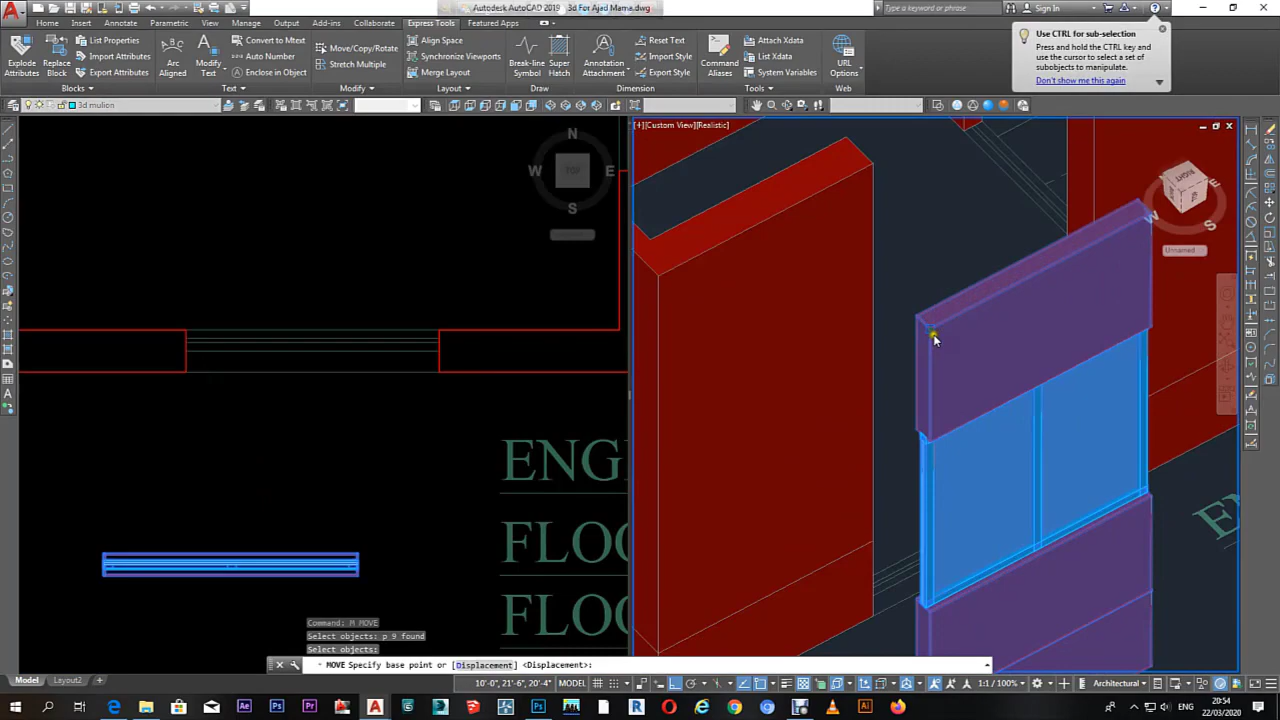 Autodesk AutoCAD 2019   3d For Ajad Mama.dwg
Type a keyword or phrase
Sign In
Home Insert Annotate Parametric View Manage Output Add-ins Collaborate Express Tools Featured Apps
Explode Attributes
Replace Block
List Properties
Import Attributes
Export Attributes
Blocks
Arc Aligned
Modify Text
Convert to Mtext
Auto Number
Enclose in Object
Text
Move/Copy/Rotate
Stretch Multiple
Modify
Align Space
Synchronize Viewports
Merge Layout
Layout
Break-line Symbol
Super Hatch
Draw
Annotation Attachment
Reset Text
Import Style
Export Style
Dimension
Command Aliases
Attach Xdata
List Xdata
System Variables
Tools
URL Options
Web
Use CTRL for sub-selection
Press and hold the CTRL key and use the cursor to select a set of subobjects to manipulate.
Don't show me this again
3d mulion
[+][Custom View][Realistic]
N
W TOP E
S
RIGHT
W E
S
Unnamed
ENG
FLOO
FLOO
E
Command: M MOVE
Select objects: p 9 found
Select objects:
MOVE Specify base point or [Displacement] <Displacement>:
Model Layout2 +
10'-0", 21'-6", 20'-4" MODEL
1:1 / 100%
Architectural
20:54
22/03/2020